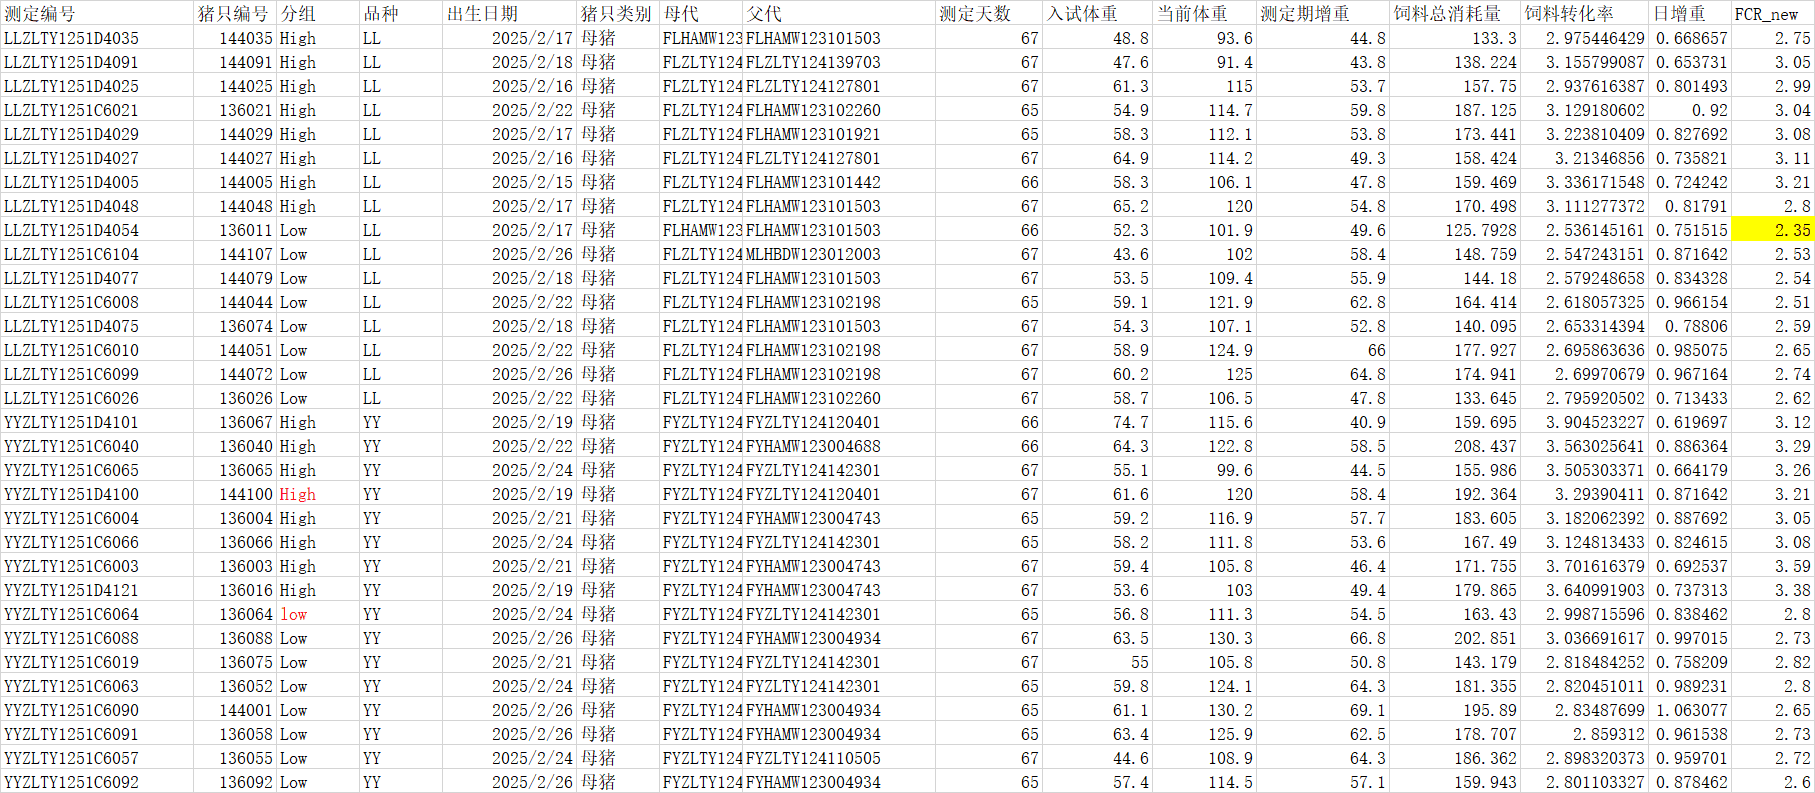 测定编号 猪只编号 分组 品种 出生日期 猪只类别 母代 父代 测定天数 入试体重 当前体重 测定期增重 饲料总消耗量 饲料转化率 日增重 FCR_new
LLZLTY1251D4035 144035 High LL 2025/2/17 母猪 FLHAMW123 FLHAMW123101503 67 48.8 93.6 44.8 133.3 2.975446429 0.668657 2.75
LLZLTY1251D4091 144091 High LL 2025/2/18 母猪 FLZLTY124 FLZLTY124139703 67 47.6 91.4 43.8 138.224 3.155799087 0.653731 3.05
LLZLTY1251D4025 144025 High LL 2025/2/16 母猪 FLZLTY124 FLZLTY124127801 67 61.3 115 53.7 157.75 2.937616387 0.801493 2.99
LLZLTY1251C6021 136021 High LL 2025/2/22 母猪 FLZLTY124 FLHAMW123102260 65 54.9 114.7 59.8 187.125 3.129180602 0.92 3.04
LLZLTY1251D4029 144029 High LL 2025/2/17 母猪 FLZLTY124 FLHAMW123101921 65 58.3 112.1 53.8 173.441 3.223810409 0.827692 3.08
LLZLTY1251D4027 144027 High LL 2025/2/16 母猪 FLZLTY124 FLZLTY124127801 67 64.9 114.2 49.3 158.424 3.21346856 0.735821 3.11
LLZLTY1251D4005 144005 High LL 2025/2/15 母猪 FLZLTY124 FLHAMW123101442 66 58.3 106.1 47.8 159.469 3.336171548 0.724242 3.21
LLZLTY1251D4048 144048 High LL 2025/2/17 母猪 FLZLTY124 FLHAMW123101503 67 65.2 120 54.8 170.498 3.111277372 0.81791 2.8
LLZLTY1251D4054 136011 Low LL 2025/2/17 母猪 FLHAMW123 FLHAMW123101503 66 52.3 101.9 49.6 125.7928 2.536145161 0.751515 2.35
LLZLTY1251C6104 144107 Low LL 2025/2/26 母猪 FLZLTY124 MLHBDW123012003 67 43.6 102 58.4 148.759 2.547243151 0.871642 2.53
LLZLTY1251D4077 144079 Low LL 2025/2/18 母猪 FLZLTY124 FLHAMW123101503 67 53.5 109.4 55.9 144.18 2.579248658 0.834328 2.54
LLZLTY1251C6008 144044 Low LL 2025/2/22 母猪 FLZLTY124 FLHAMW123102198 65 59.1 121.9 62.8 164.414 2.618057325 0.966154 2.51
LLZLTY1251D4075 136074 Low LL 2025/2/18 母猪 FLZLTY124 FLHAMW123101503 67 54.3 107.1 52.8 140.095 2.653314394 0.78806 2.59
LLZLTY1251C6010 144051 Low LL 2025/2/22 母猪 FLZLTY124 FLHAMW123102198 67 58.9 124.9 66 177.927 2.695863636 0.985075 2.65
LLZLTY1251C6099 144072 Low LL 2025/2/26 母猪 FLZLTY124 FLHAMW123102198 67 60.2 125 64.8 174.941 2.69970679 0.967164 2.74
LLZLTY1251C6026 136026 Low LL 2025/2/22 母猪 FLZLTY124 FLHAMW123102260 67 58.7 106.5 47.8 133.645 2.795920502 0.713433 2.62
YYZLTY1251D4101 136067 High YY 2025/2/19 母猪 FYZLTY124 FYZLTY124120401 66 74.7 115.6 40.9 159.695 3.904523227 0.619697 3.12
YYZLTY1251C6040 136040 High YY 2025/2/22 母猪 FYZLTY124 FYHAMW123004688 66 64.3 122.8 58.5 208.437 3.563025641 0.886364 3.29
YYZLTY1251C6065 136065 High YY 2025/2/24 母猪 FYZLTY124 FYZLTY124142301 67 55.1 99.6 44.5 155.986 3.505303371 0.664179 3.26
YYZLTY1251D4100 144100 High YY 2025/2/19 母猪 FYZLTY124 FYZLTY124120401 67 61.6 120 58.4 192.364 3.29390411 0.871642 3.21
YYZLTY1251C6004 136004 High YY 2025/2/21 母猪 FYZLTY124 FYHAMW123004743 65 59.2 116.9 57.7 183.605 3.182062392 0.887692 3.05
YYZLTY1251C6066 136066 High YY 2025/2/24 母猪 FYZLTY124 FYZLTY124142301 65 58.2 111.8 53.6 167.49 3.124813433 0.824615 3.08
YYZLTY1251C6003 136003 High YY 2025/2/21 母猪 FYZLTY124 FYHAMW123004743 67 59.4 105.8 46.4 171.755 3.701616379 0.692537 3.59
YYZLTY1251D4121 136016 High YY 2025/2/19 母猪 FYZLTY124 FYHAMW123004743 67 53.6 103 49.4 179.865 3.640991903 0.737313 3.38
YYZLTY1251C6064 136064 low YY 2025/2/24 母猪 FYZLTY124 FYZLTY124142301 65 56.8 111.3 54.5 163.43 2.998715596 0.838462 2.8
YYZLTY1251C6088 136088 Low YY 2025/2/26 母猪 FYZLTY124 FYHAMW123004934 67 63.5 130.3 66.8 202.851 3.036691617 0.997015 2.73
YYZLTY1251C6019 136075 Low YY 2025/2/21 母猪 FYZLTY124 FYZLTY124142301 67 55 105.8 50.8 143.179 2.818484252 0.758209 2.82
YYZLTY1251C6063 136052 Low YY 2025/2/24 母猪 FYZLTY124 FYZLTY124142301 65 59.8 124.1 64.3 181.355 2.820451011 0.989231 2.8
YYZLTY1251C6090 144001 Low YY 2025/2/26 母猪 FYZLTY124 FYHAMW123004934 65 61.1 130.2 69.1 195.89 2.83487699 1.063077 2.65
YYZLTY1251C6091 136058 Low YY 2025/2/26 母猪 FYZLTY124 FYHAMW123004934 65 63.4 125.9 62.5 178.707 2.859312 0.961538 2.73
YYZLTY1251C6057 136055 Low YY 2025/2/24 母猪 FYZLTY124 FYZLTY124110505 67 44.6 108.9 64.3 186.362 2.898320373 0.959701 2.72
YYZLTY1251C6092 136092 Low YY 2025/2/26 母猪 FYZLTY124 FYHAMW123004934 65 57.4 114.5 57.1 159.943 2.801103327 0.878462 2.6